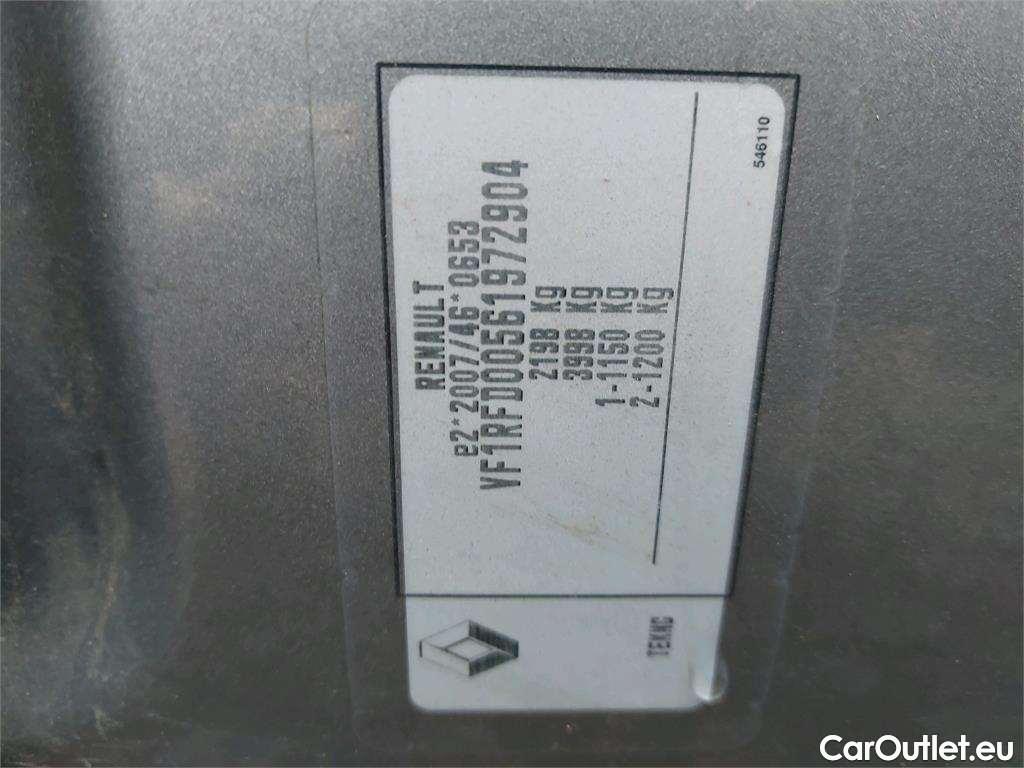 RENAULT
e2*2007/46*0653
VF1RFD00561972904
2198 Kg
3998 Kg
1-1150 Kg
2-1200 Kg
546110
TEKNG
CarOutlet.eu